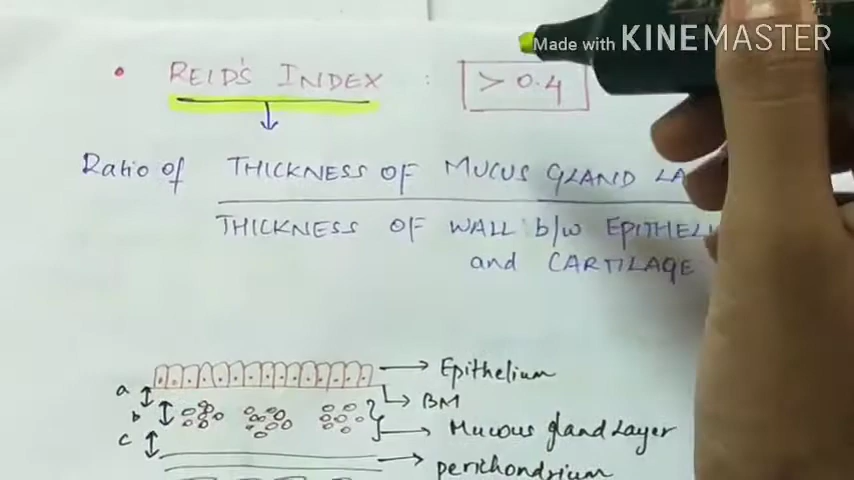 Made with KINEMASTER
• REID'S INDEX : > 0.4
Ratio of THICKNESS OF MUCUS GLAND
THICKNESS OF WALL b/w
and CARTILAGE
Epithelium
a
BM
b
Mucous gland Layer
c
perichondrium